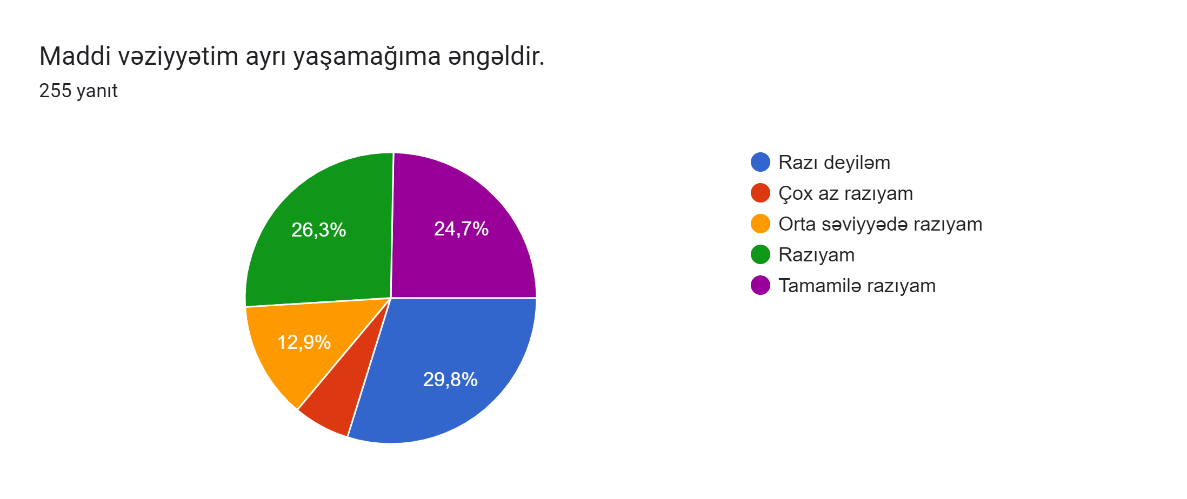 Maddi vəziyyətim ayrı yaşamağıma əngəldir.
255 yanıt
Razı deyiləm
Çox az razıyam
Orta səviyyədə razıyam
Razıyam
Tamamilə razıyam
26,3%
24,7%
12,9%
29,8%